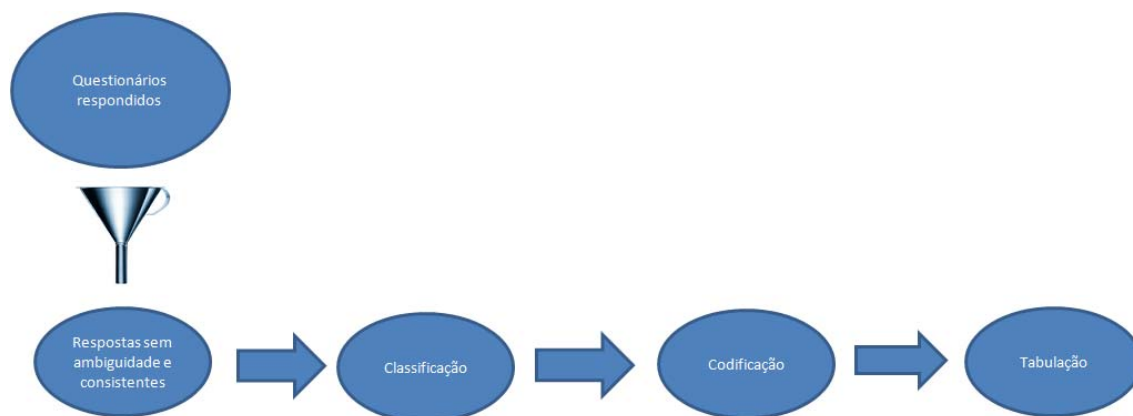 Questionários
respondidos
Respostas sem
ambiguidade e
consistentes
Classificação
Codificação
Tabulação